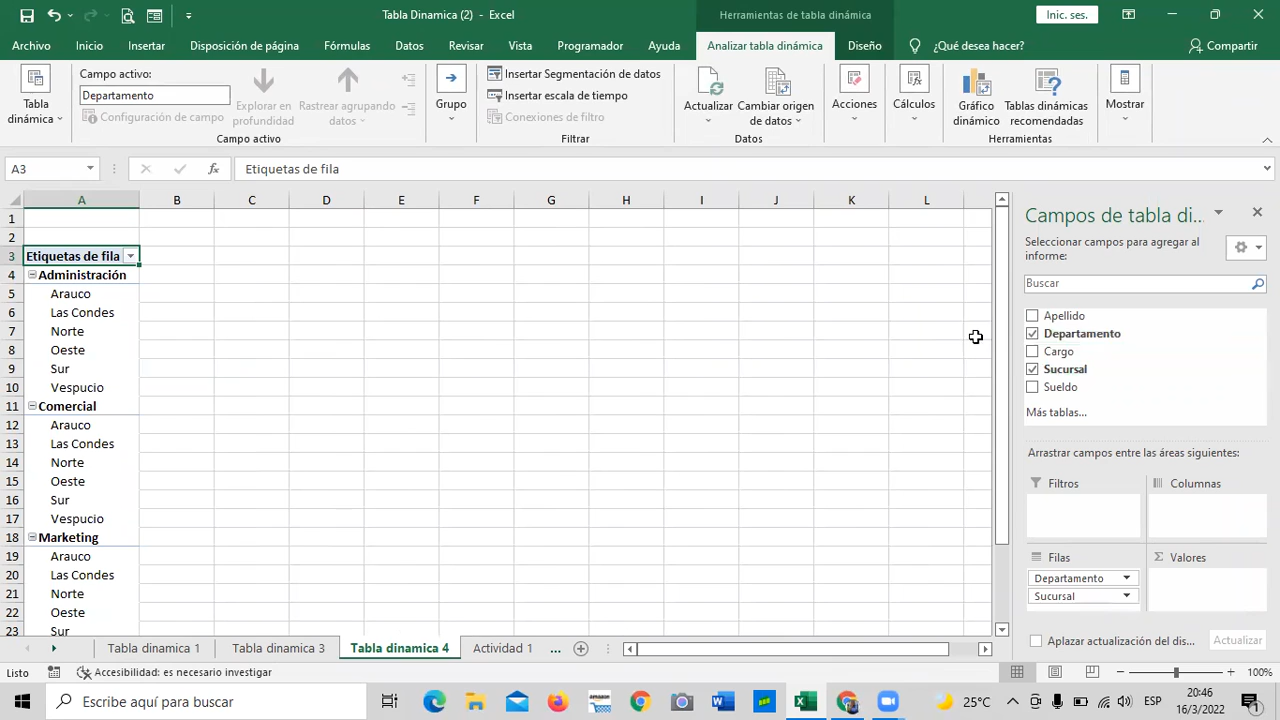 Tabla Dinamica (2) - Excel
Herramientas de tabla dinámica
Inic. ses.
Archivo Inicio Insertar Disposición de página Fórmulas Datos Revisar Vista Programador Ayuda Analizar tabla dinámica Diseño ¿Qué desea hacer? Compartir
Tabla dinámica
Campo activo:
Departamento
Configuración de campo
Explorar en profundidad
Rastrear agrupando datos
Campo activo
Grupo
Insertar Segmentación de datos
Insertar escala de tiempo
Conexiones de filtro
Filtrar
Actualizar
Cambiar origen de datos
Datos
Acciones
Cálculos
Gráfico dinámico
Tablas dinámicas recomendadas
Herramientas
Mostrar
A3 fx Etiquetas de fila
A B C D E F G H I J K L
1
2
3 Etiquetas de fila
4 Administración
5 Arauco
6 Las Condes
7 Norte
8 Oeste
9 Sur
10 Vespucio
11 Comercial
12 Arauco
13 Las Condes
14 Norte
15 Oeste
16 Sur
17 Vespucio
18 Marketing
19 Arauco
20 Las Condes
21 Norte
22 Oeste
23 Sur
Campos de tabla di...
Seleccionar campos para agregar al
informe:
Buscar
Apellido
Departamento
Cargo
Sucursal
Sueldo
Más tablas...
Arrastrar campos entre las áreas siguientes:
Filtros
Columnas
Filas
Σ Valores
Departamento
Sucursal
Aplazar actualización del dis...
Actualizar
Tabla dinamica 1 Tabla dinamica 3 Tabla dinamica 4 Actividad 1 ...
Listo Accesibilidad: es necesario investigar 100%
Escribe aquí para buscar
amazon
25°C
ESP
20:46
16/3/2022
1